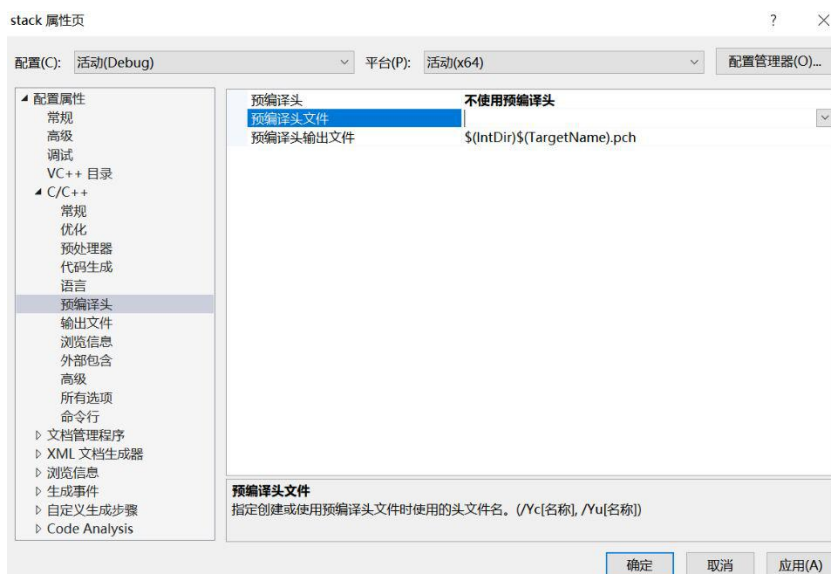 stack 属性页 ? ×
配置(C): 活动(Debug) 平台(P): 活动(x64) 配置管理器(O)...
配置属性
常规
高级
调试
VC++ 目录
C/C++
常规
优化
预处理器
代码生成
语言
预编译头
输出文件
浏览信息
外部包含
高级
所有选项
命令行
文档管理程序
XML 文档生成器
浏览信息
生成事件
自定义生成步骤
Code Analysis
预编译头 不使用预编译头
预编译头文件
预编译头输出文件 $(IntDir)$(TargetName).pch
预编译头文件
指定创建或使用预编译头文件时使用的头文件名。(/Yc[名称], /Yu[名称])
确定 取消 应用(A)